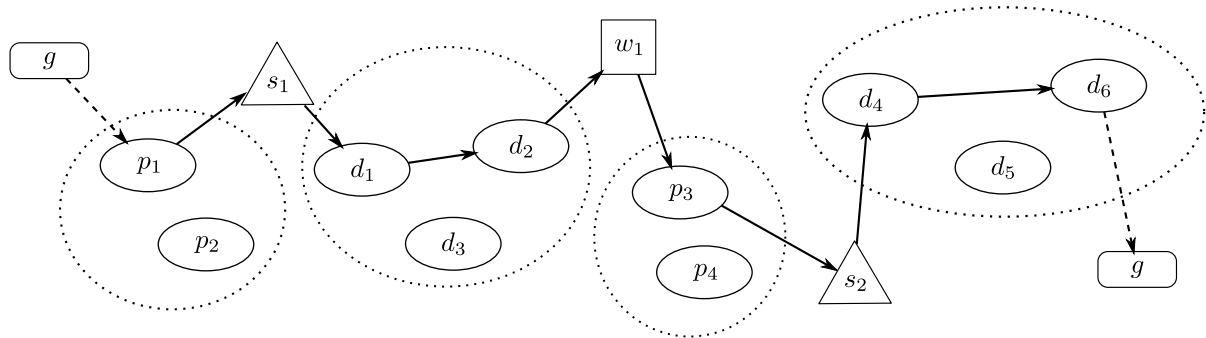 g
p₁
p₂
s₁
d₁
d₂
d₃
w₁
p₃
p₄
s₂
d₄
d₅
d₆
g